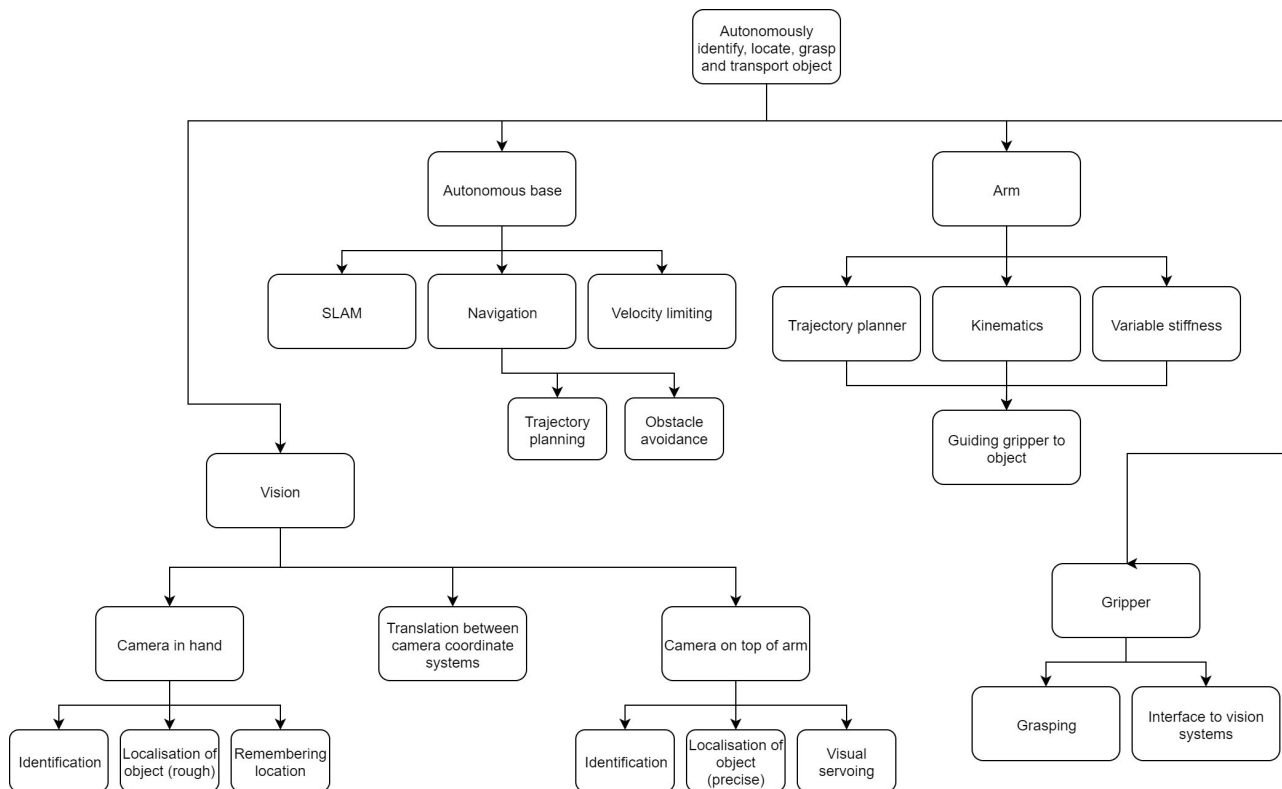 Autonomously
identify, locate, grasp
and transport object
Autonomous base
Arm
SLAM
Navigation
Velocity limiting
Trajectory planner
Kinematics
Variable stiffness
Trajectory
planning
Obstacle
avoidance
Guiding gripper to
object
Vision
Gripper
Camera in hand
Translation between
camera coordinate
systems
Camera on top of arm
Grasping
Interface to vision
systems
Identification
Localisation of
object (rough)
Remembering
location
Identification
Localisation of
object
(precise)
Visual
servoing